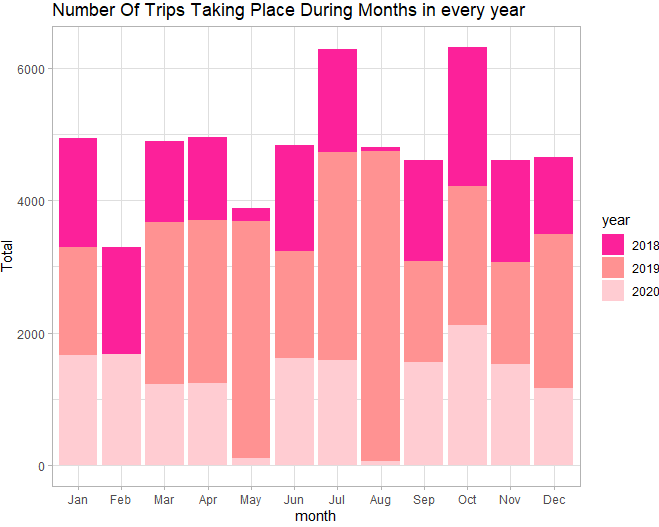 Number Of Trips Taking Place During Months in every year
Total
6000
4000
2000
0
Jan Feb Mar Apr May Jun Jul Aug Sep Oct Nov Dec
month
year
2018
2019
2020